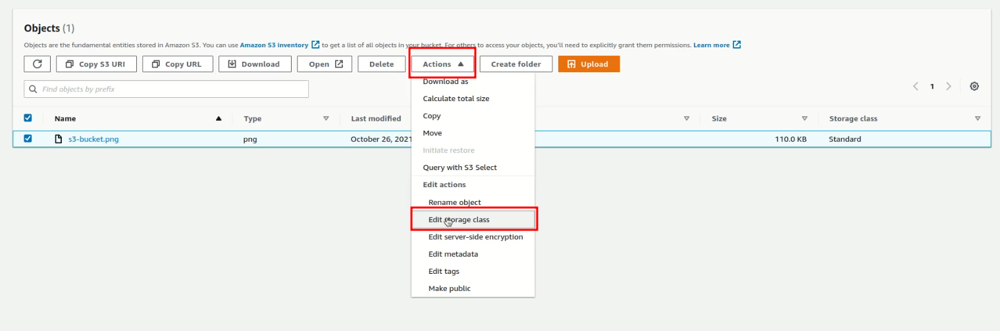 Objects (1)
Objects are the fundamental entities stored in Amazon S3. You can use Amazon S3 inventory to get a list of all objects in your bucket. For others to access your objects, you'll need to explicitly grant them permissions. Learn more
Copy S3 URI Copy URL Download Open Delete Actions Create folder Upload
Find objects by prefix
1
Name Type Last modified Size Storage class
s3-bucket.png png October 26, 2021 110.0 KB Standard
Download as
Calculate total size
Copy
Move
Initiate restore
Query with S3 Select
Edit actions
Rename object
Edit storage class
Edit server-side encryption
Edit metadata
Edit tags
Make public